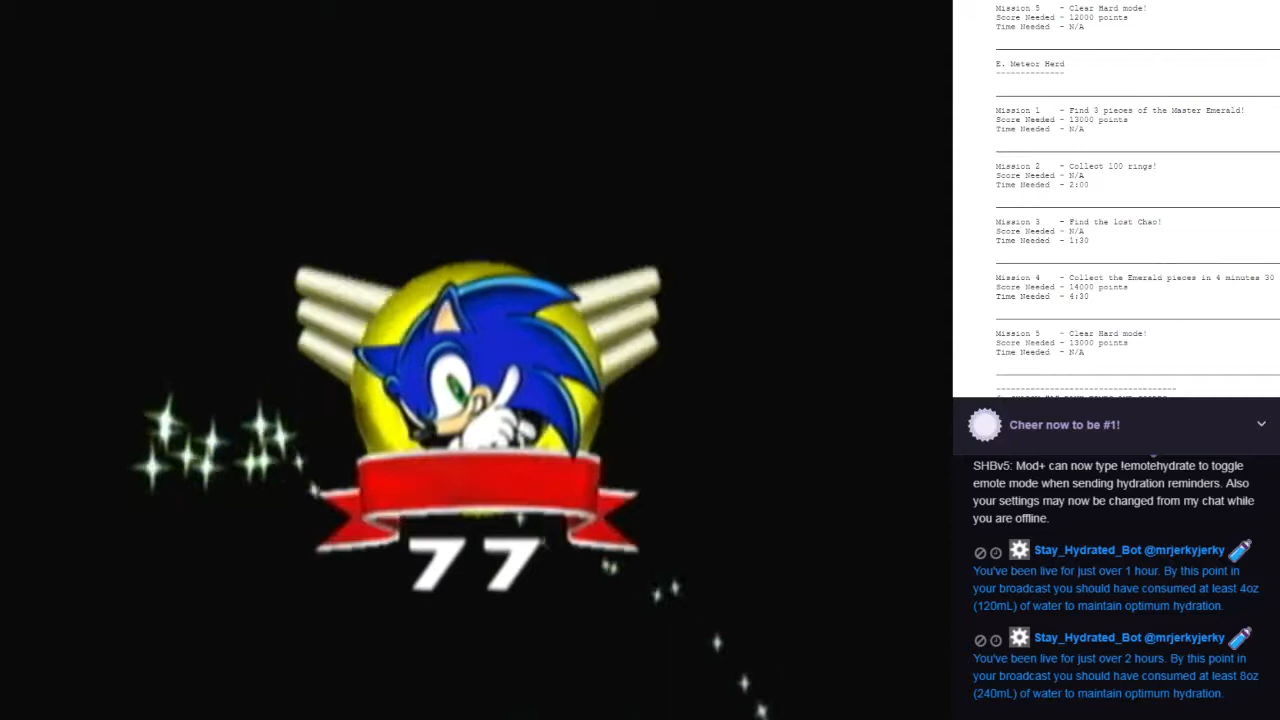 77
Mission 5 - Clear Hard mode!
Score Needed - 12000 points
Time Needed - N/A
E. Meteor Herd
--------------
Mission 1 - Find 3 pieces of the Master Emerald!
Score Needed - 13000 points
Time Needed - N/A
Mission 2 - Collect 100 rings!
Score Needed - N/A
Time Needed - 2:00
Mission 3 - Find the lost Chao!
Score Needed - N/A
Time Needed - 1:30
Mission 4 - Collect the Emerald pieces in 4 minutes 30
Score Needed - 14000 points
Time Needed - 4:30
Mission 5 - Clear Hard mode!
Score Needed - 13000 points
Time Needed - N/A
Cheer now to be #1!
SHBv5: Mod+ can now type !emotehydrate to toggle
emote mode when sending hydration reminders. Also
your settings may now be changed from my chat while
you are offline.
Stay_Hydrated_Bot @mrjerkyjerky
You've been live for just over 1 hour. By this point in
your broadcast you should have consumed at least 4oz
(120mL) of water to maintain optimum hydration.
Stay_Hydrated_Bot @mrjerkyjerky
You've been live for just over 2 hours. By this point in
your broadcast you should have consumed at least 8oz
(240mL) of water to maintain optimum hydration.